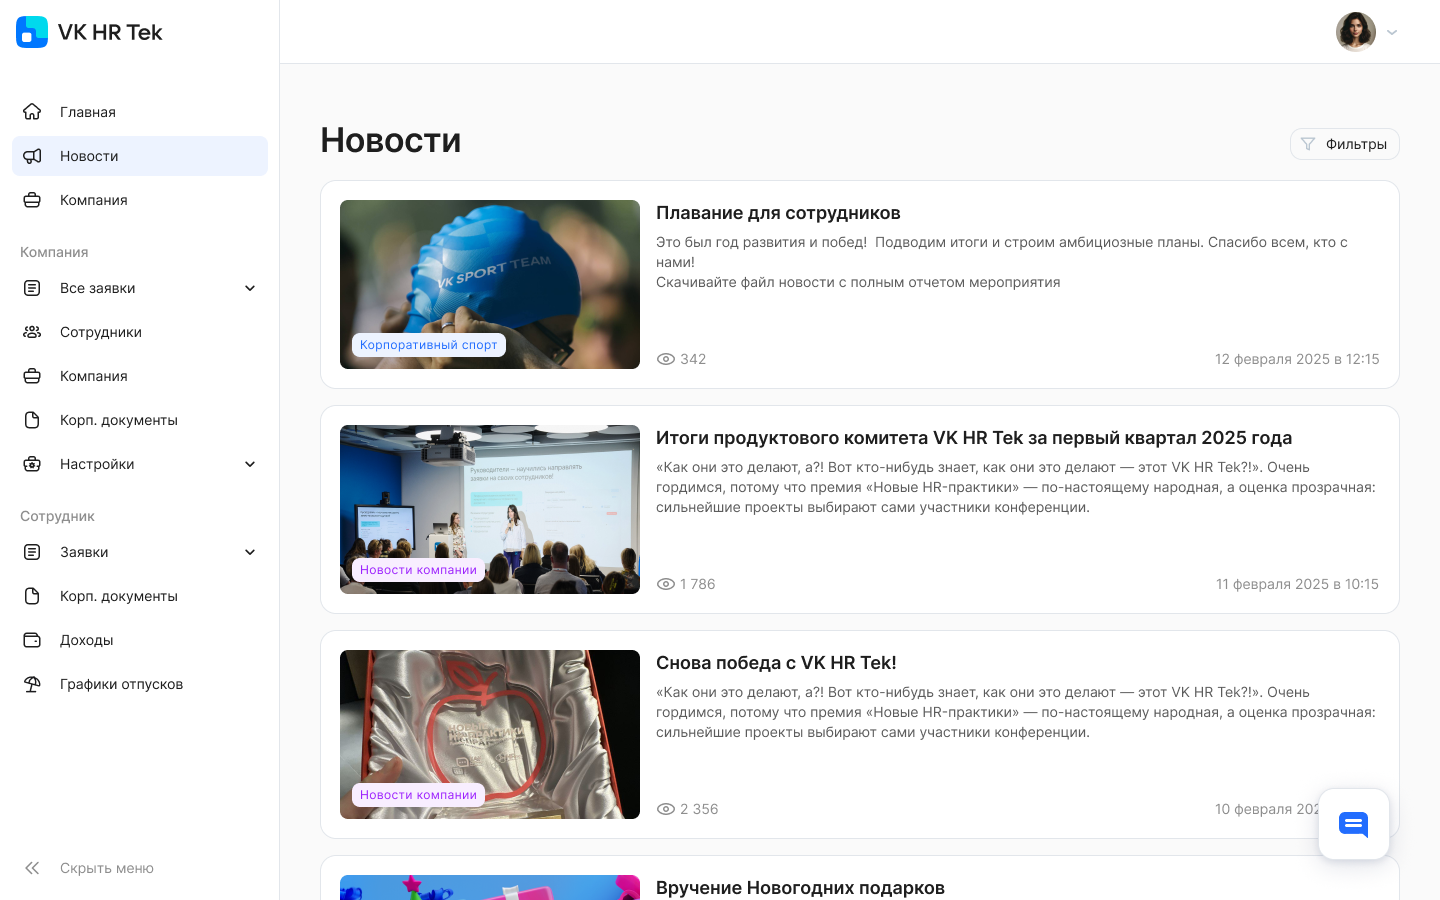 VK HR Tek
Главная
Новости
Компания
Компания
Все заявки
Сотрудники
Компания
Корп. документы
Настройки
Сотрудник
Заявки
Корп. документы
Доходы
Графики отпусков
Скрыть меню
Новости
Фильтры
VK SPORT TEAM
Корпоративный спорт
Плавание для сотрудников
Это был год развития и побед! Подводим итоги и строим амбициозные планы. Спасибо всем, кто с
нами!
Скачивайте файл новости с полным отчетом мероприятия
342
12 февраля 2025 в 12:15
Руководители — научились направлять
заявки на своих сотрудников!
Новости компании
Итоги продуктового комитета VK HR Tek за первый квартал 2025 года
«Как они это делают, а?! Вот кто-нибудь знает, как они это делают — этот VK HR Tek?!». Очень
гордимся, потому что премия «Новые HR-практики» — по-настоящему народная, а оценка прозрачная:
сильнейшие проекты выбирают сами участники конференции.
1 786
11 февраля 2025 в 10:15
Новости компании
Снова победа с VK HR Tek!
«Как они это делают, а?! Вот кто-нибудь знает, как они это делают — этот VK HR Tek?!». Очень
гордимся, потому что премия «Новые HR-практики» — по-настоящему народная, а оценка прозрачная:
сильнейшие проекты выбирают сами участники конференции.
2 356
10 февраля 202
Вручение Новогодних подарков